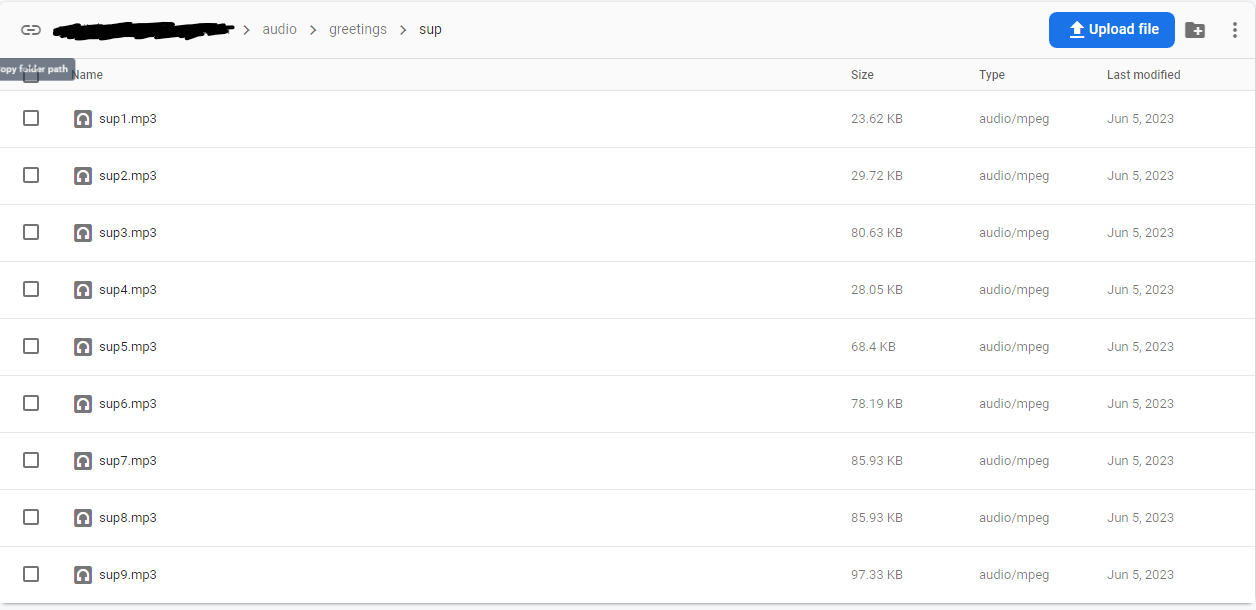 audio > greetings > sup Upload file
opy folder path
Name Size Type Last modified
sup1.mp3 23.62 KB audio/mpeg Jun 5, 2023
sup2.mp3 29.72 KB audio/mpeg Jun 5, 2023
sup3.mp3 80.63 KB audio/mpeg Jun 5, 2023
sup4.mp3 28.05 KB audio/mpeg Jun 5, 2023
sup5.mp3 68.4 KB audio/mpeg Jun 5, 2023
sup6.mp3 78.19 KB audio/mpeg Jun 5, 2023
sup7.mp3 85.93 KB audio/mpeg Jun 5, 2023
sup8.mp3 85.93 KB audio/mpeg Jun 5, 2023
sup9.mp3 97.33 KB audio/mpeg Jun 5, 2023